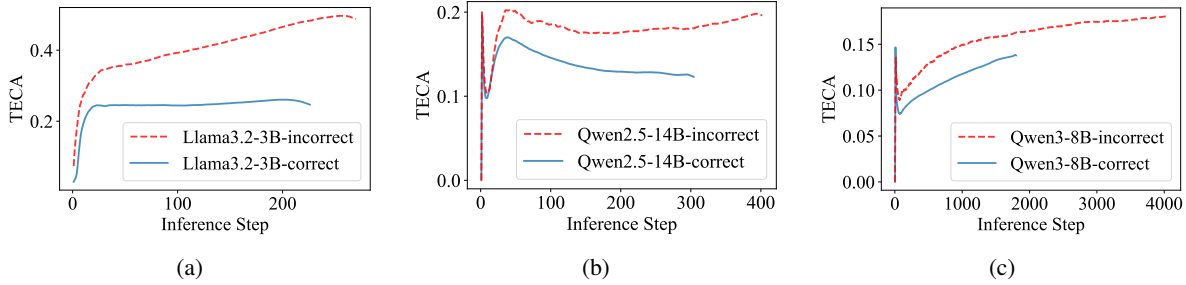 TECA
0.4
0.2
0
100
200
Inference Step
Llama3.2-3B-incorrect
Llama3.2-3B-correct
(a)
TECA
0.2
0.1
0.0
0
100
200
300
400
Inference Step
Qwen2.5-14B-incorrect
Qwen2.5-14B-correct
(b)
TECA
0.15
0.10
0.05
0.00
0
1000
2000
3000
4000
Inference Step
Qwen3-8B-incorrect
Qwen3-8B-correct
(c)